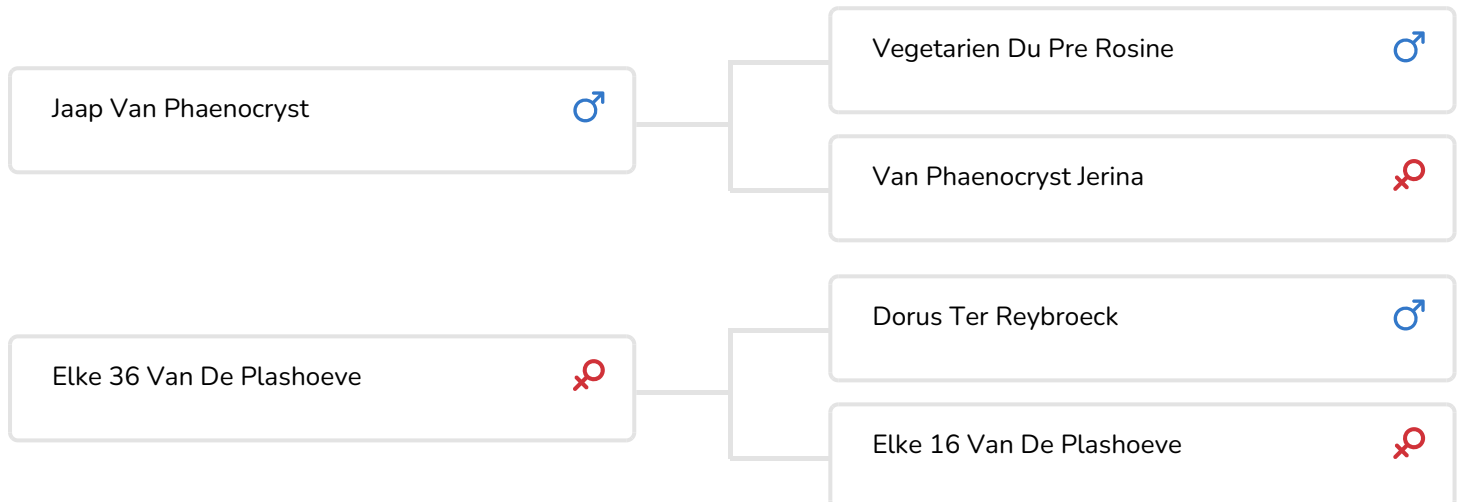 Vegetarien Du Pre Rosine
Jaap Van Phaenocryst
Van Phaenocryst Jerina
Dorus Ter Reybroeck
Elke 36 Van De Plashoeve
Elke 16 Van De Plashoeve